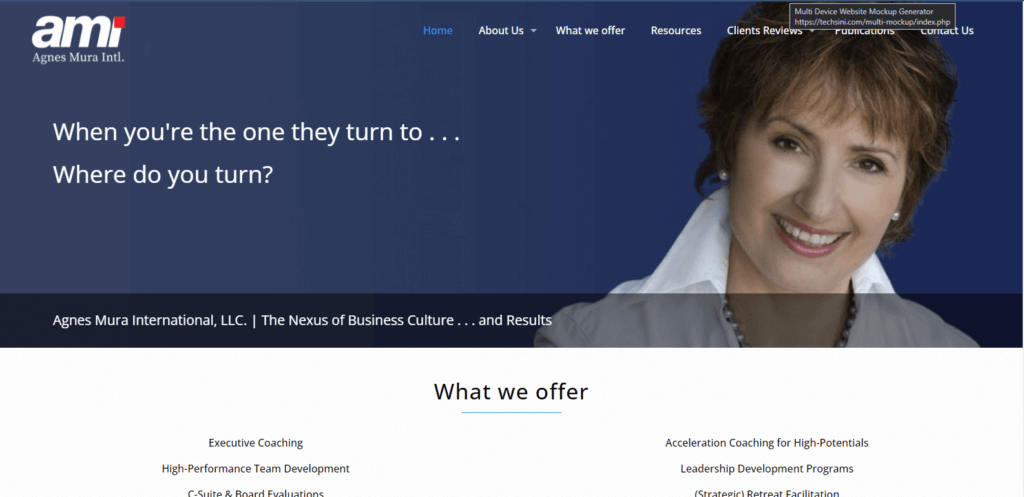 Multi Device Website Mockup Generator
https://techsini.com/multi-mockup/index.php
ami
Agnes Mura Intl.
Home About Us What we offer Resources Clients Reviews Publications Contact Us
When you're the one they turn to . . .
Where do you turn?
Agnes Mura International, LLC. | The Nexus of Business Culture . . . and Results
What we offer
Executive Coaching
Acceleration Coaching for High-Potentials
High-Performance Team Development
Leadership Development Programs
C-Suite & Board Evaluations
(Strategic) Retreat Facilitation